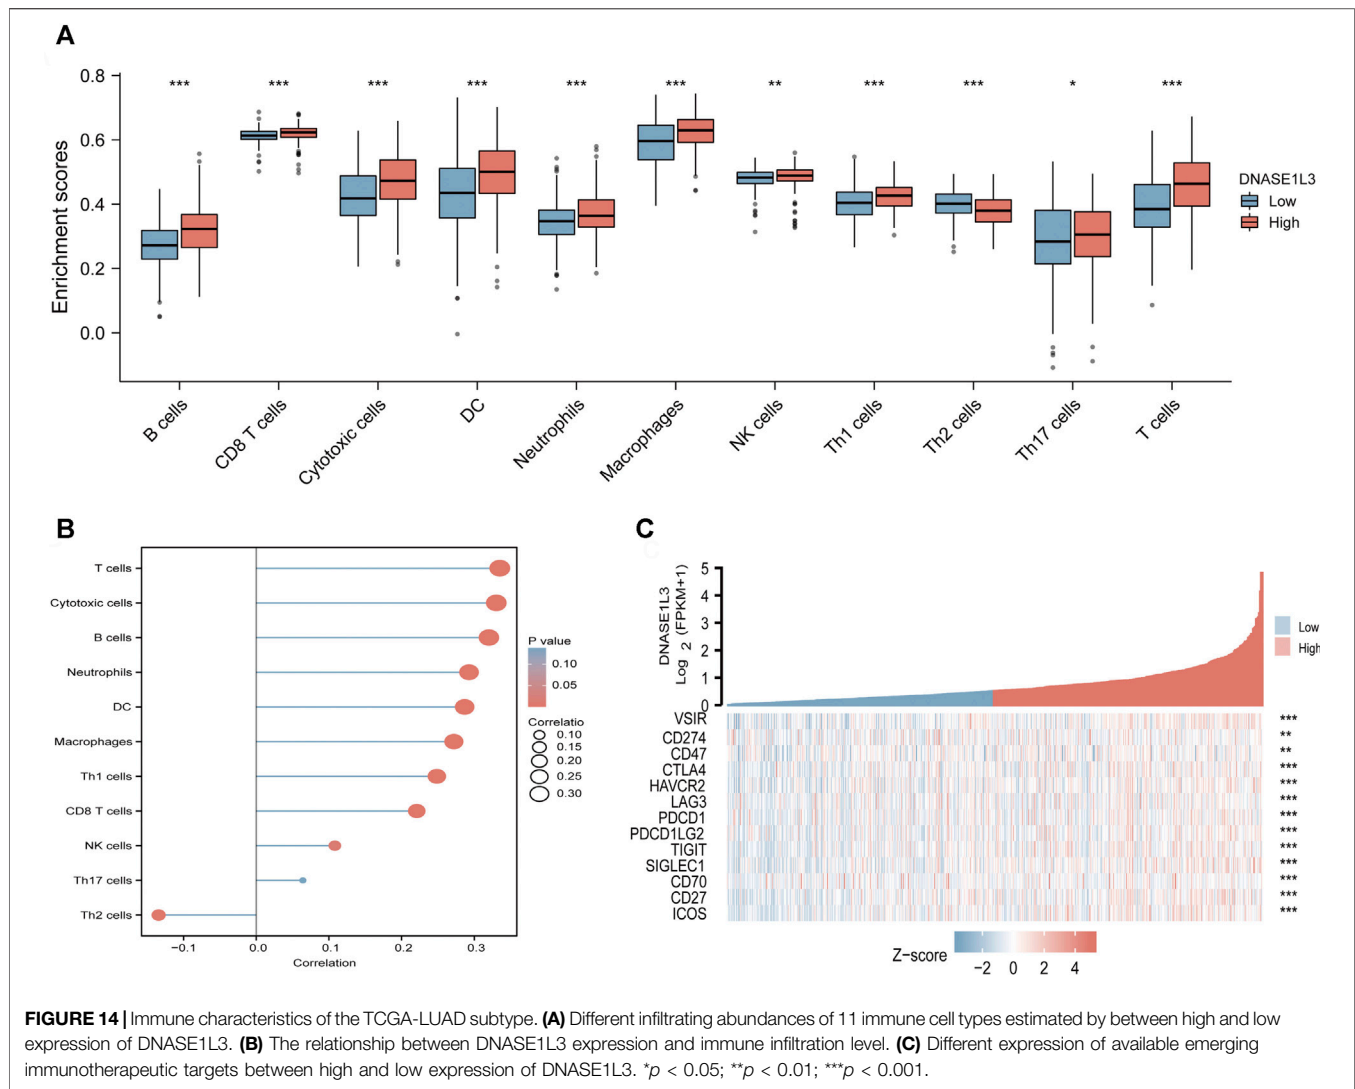 A
*** *** *** *** *** *** ** *** *** * ***
Enrichment scores
0.8
0.6
0.4
0.2
0.0
DNASE1L3
Low
High
B cells
CD8 T cells
Cytotoxic cells
DC
Neutrophils
Macrophages
NK cells
Th1 cells
Th2 cells
Th17 cells
T cells
B
T cells
Cytotoxic cells
B cells
Neutrophils
DC
Macrophages
Th1 cells
CD8 T cells
NK cells
Th17 cells
Th2 cells
−0.1 0.0 0.1 0.2 0.3
Correlation
P value
0.10
0.05
Correlatio
0.10
0.15
0.20
0.25
0.30
C
DNASE1L3
Log 2 (FPKM+1)
5
4
3
2
1
0
Low
High
VSIR ***
CD274 **
CD47 **
CTLA4 ***
HAVCR2 ***
LAG3 ***
PDCD1 ***
PDCD1LG2 ***
TIGIT ***
SIGLEC1 ***
CD70 ***
CD27 ***
ICOS ***
Z-score
−2 0 2 4
FIGURE 14 | Immune characteristics of the TCGA-LUAD subtype. (A) Different infiltrating abundances of 11 immune cell types estimated by between high and low
expression of DNASE1L3. (B) The relationship between DNASE1L3 expression and immune infiltration level. (C) Different expression of available emerging
immunotherapeutic targets between high and low expression of DNASE1L3. *p < 0.05; **p < 0.01; ***p < 0.001.